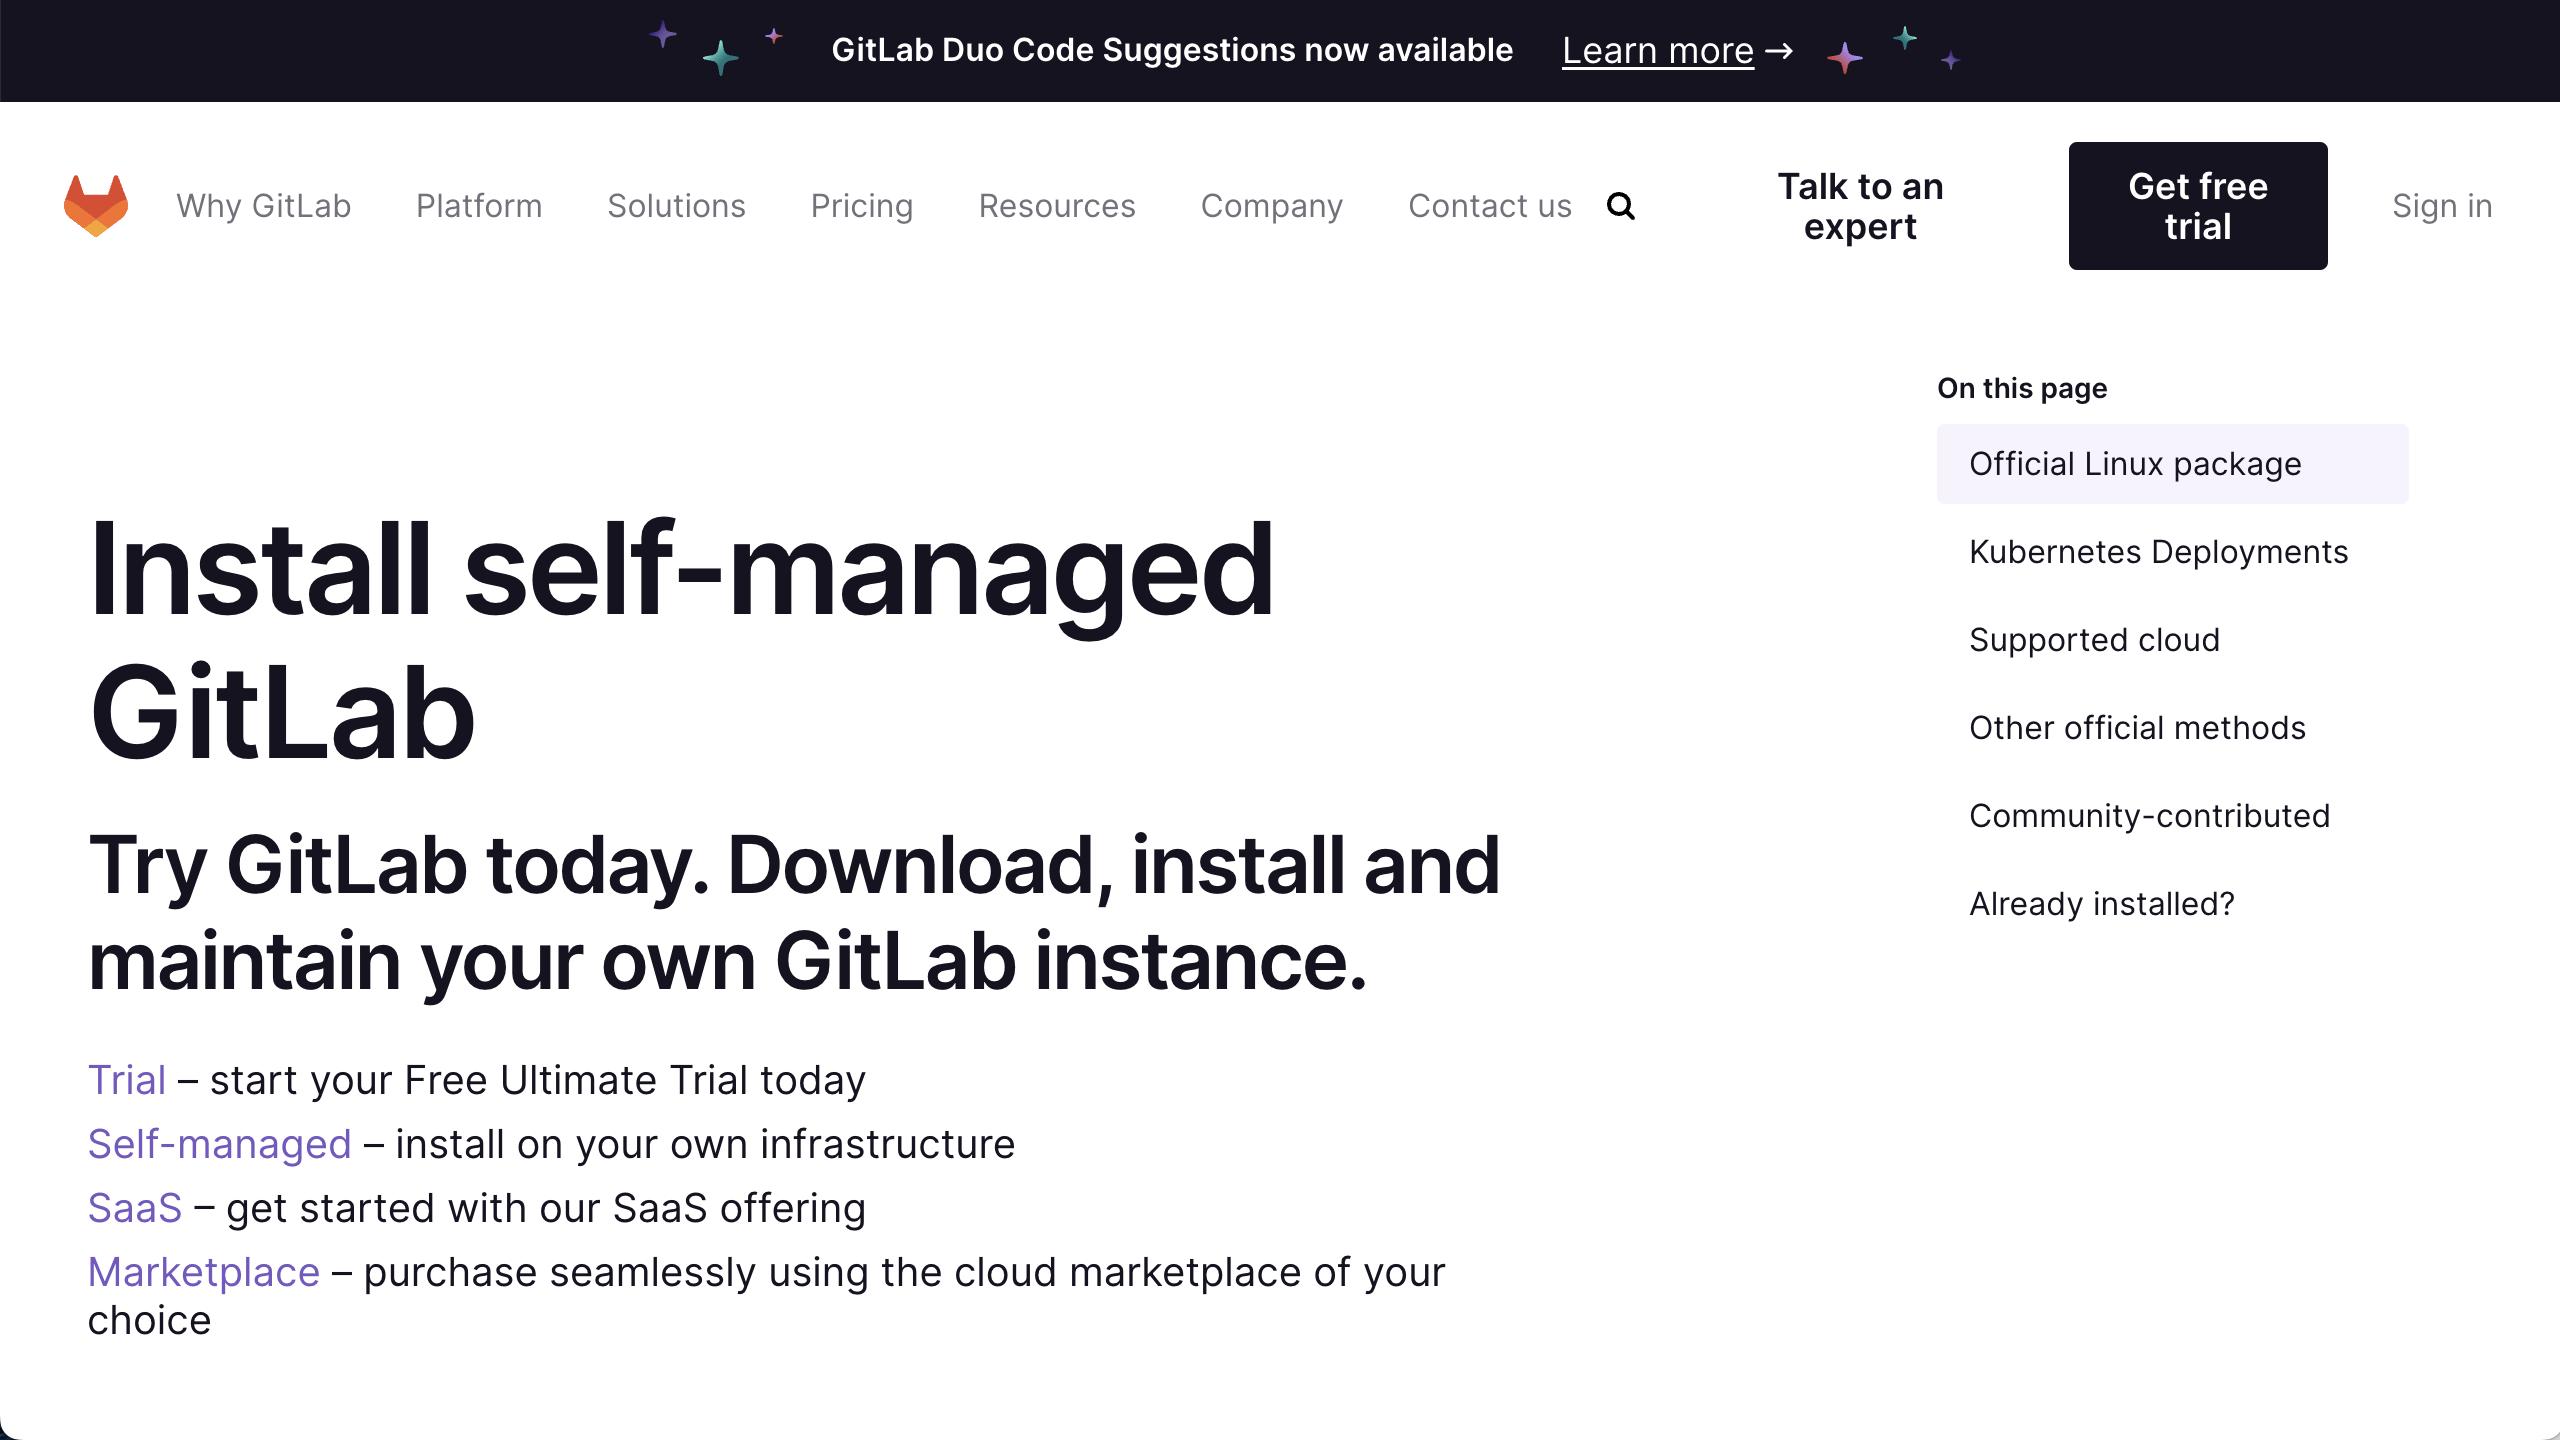 GitLab Duo Code Suggestions now available Learn more →
Why GitLab Platform Solutions Pricing Resources Company Contact us
Talk to an
expert
Get free
trial
Sign in
Install self-managed
GitLab
Try GitLab today. Download, install and
maintain your own GitLab instance.
Trial – start your Free Ultimate Trial today
Self-managed – install on your own infrastructure
SaaS – get started with our SaaS offering
Marketplace – purchase seamlessly using the cloud marketplace of your
choice
On this page
Official Linux package
Kubernetes Deployments
Supported cloud
Other official methods
Community-contributed
Already installed?